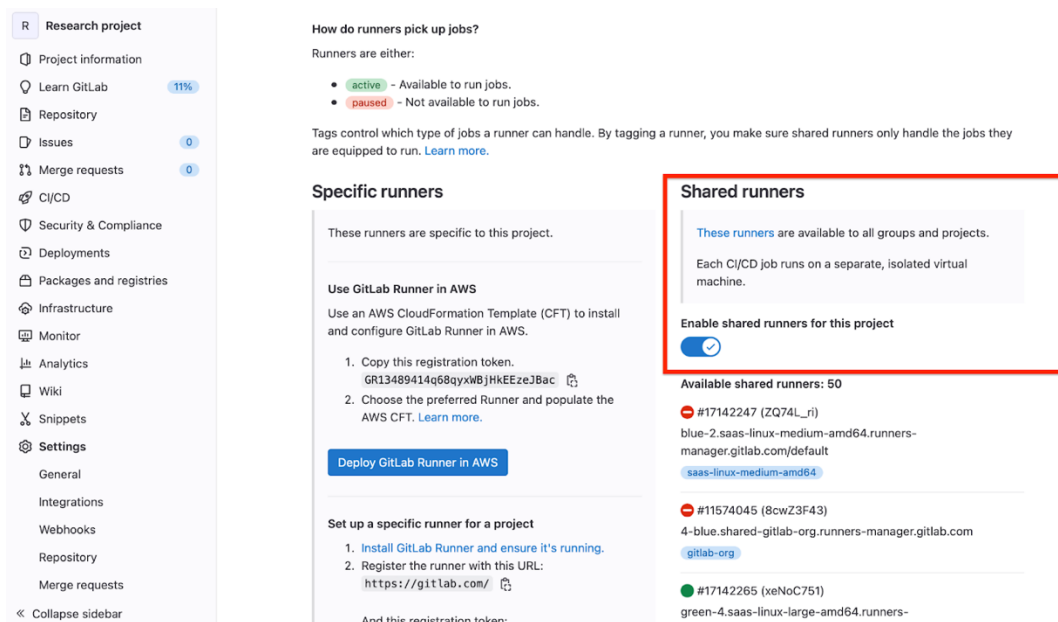 R Research project
Project information
Learn GitLab 11%
Repository
Issues 0
Merge requests 0
CI/CD
Security & Compliance
Deployments
Packages and registries
Infrastructure
Monitor
Analytics
Wiki
Snippets
Settings
General
Integrations
Webhooks
Repository
Merge requests
« Collapse sidebar
How do runners pick up jobs?
Runners are either:
• active - Available to run jobs.
• paused - Not available to run jobs.
Tags control which type of jobs a runner can handle. By tagging a runner, you make sure shared runners only handle the jobs they
are equipped to run. Learn more.
Specific runners
These runners are specific to this project.
Use GitLab Runner in AWS
Use an AWS CloudFormation Template (CFT) to install
and configure GitLab Runner in AWS.
1. Copy this registration token.
GR13489414q68qyxWBjHkEEzeJBac
2. Choose the preferred Runner and populate the
AWS CFT. Learn more.
Deploy GitLab Runner in AWS
Set up a specific runner for a project
1. Install GitLab Runner and ensure it's running.
2. Register the runner with this URL:
https://gitlab.com/
And this registration token:
Shared runners
These runners are available to all groups and projects.
Each CI/CD job runs on a separate, isolated virtual
machine.
Enable shared runners for this project
Available shared runners: 50
#17142247 (ZQ74L_ri)
blue-2.saas-linux-medium-amd64.runners-
manager.gitlab.com/default
saas-linux-medium-amd64
#11574045 (8cwZ3F43)
4-blue.shared-gitlab-org.runners-manager.gitlab.com
gitlab-org
#17142265 (xeNoC751)
green-4.saas-linux-large-amd64.runners-